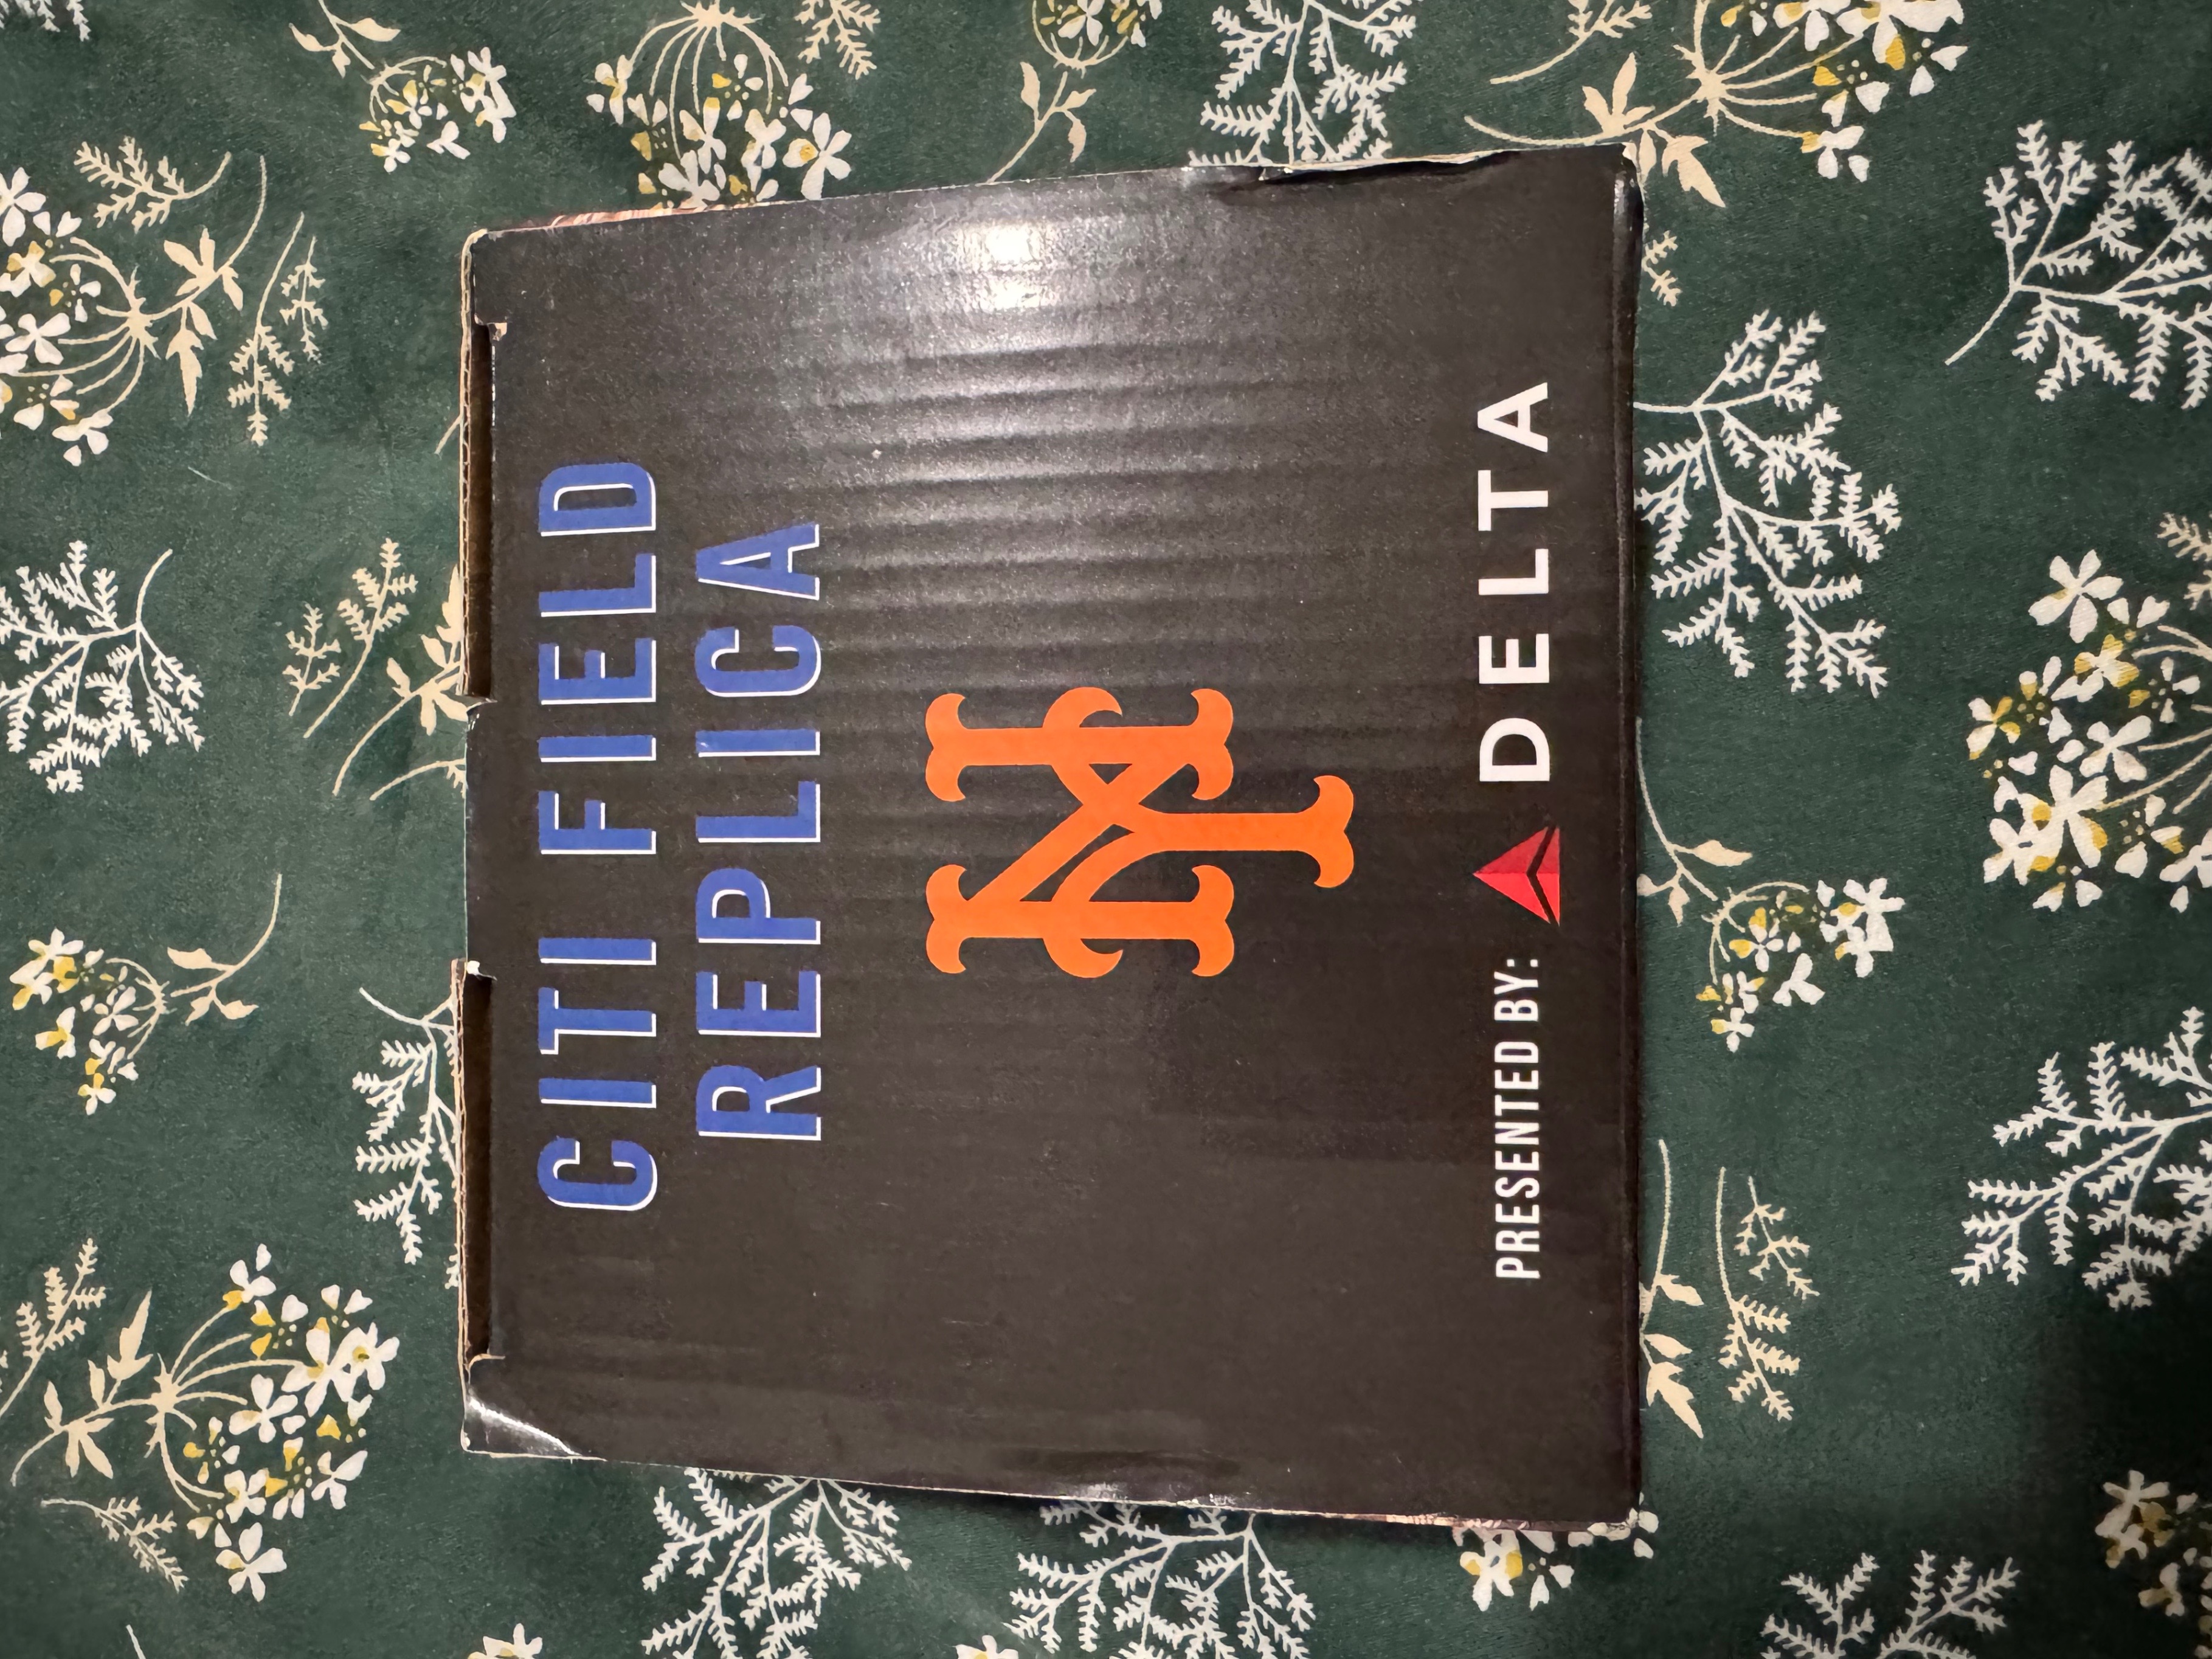 CITI FIELD
REPLICA
NY
PRESENTED BY: DELTA